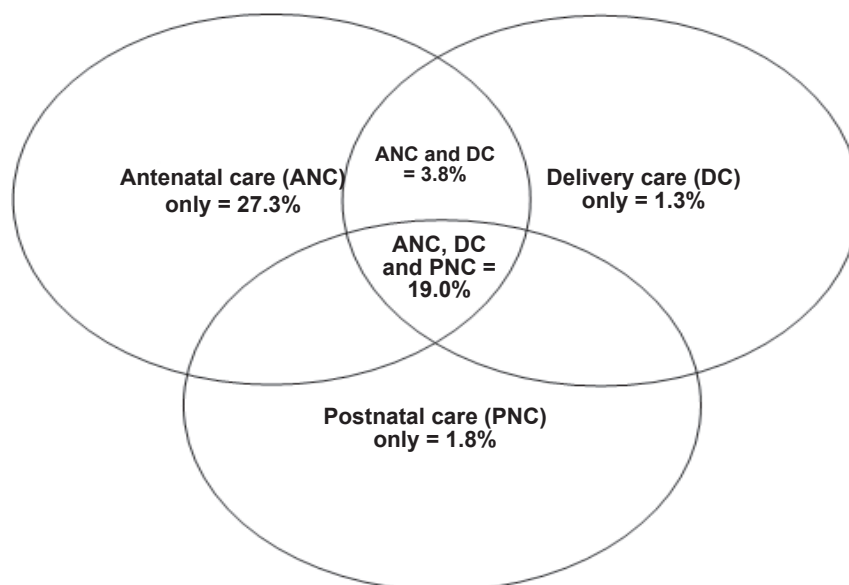 ANC and DC
= 3.8%
Antenatal care (ANC)
only = 27.3%
Delivery care (DC)
only = 1.3%
ANC, DC
and PNC =
19.0%
Postnatal care (PNC)
only = 1.8%